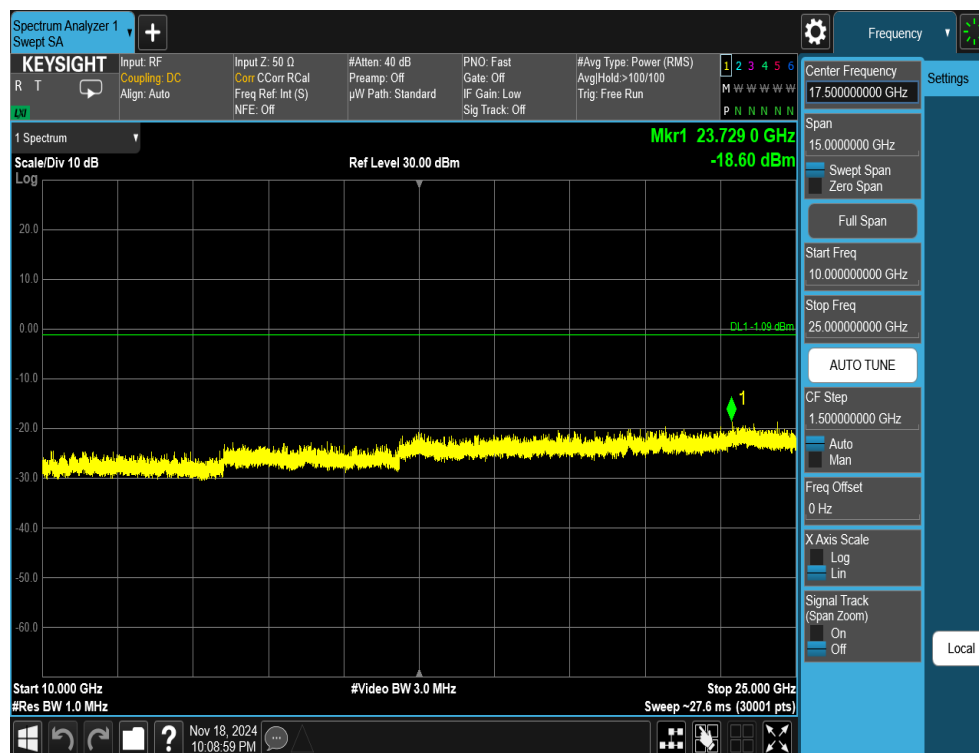 Spectrum Analyzer 1
Swept SA
+
Frequency
KEYSIGHT
R T
LXI
Input: RF
Coupling: DC
Align: Auto
Input Z: 50 Ω
Corr CCorr RCal
Freq Ref: Int (S)
NFE: Off
#Atten: 40 dB
Preamp: Off
µW Path: Standard
PNO: Fast
Gate: Off
IF Gain: Low
Sig Track: Off
#Avg Type: Power (RMS)
Avg|Hold:>100/100
Trig: Free Run
1 2 3 4 5 6
M W W W W W
P N N N N N
1 Spectrum
Scale/Div 10 dB
Log
Ref Level 30.00 dBm
Mkr1 23.729 0 GHz
-18.60 dBm
20.0
10.0
0.00
-10.0
-20.0
-30.0
-40.0
-50.0
-60.0
DL1 -1.09 dBm
1
Start 10.000 GHz
#Res BW 1.0 MHz
#Video BW 3.0 MHz
Stop 25.000 GHz
Sweep ~27.6 ms (30001 pts)
Center Frequency
17.500000000 GHz
Span
15.0000000 GHz
Swept Span
Zero Span
Full Span
Start Freq
10.000000000 GHz
Stop Freq
25.000000000 GHz
AUTO TUNE
CF Step
1.500000000 GHz
Auto
Man
Freq Offset
0 Hz
X Axis Scale
Log
Lin
Signal Track
(Span Zoom)
On
Off
Settings
Local
?
Nov 18, 2024
10:08:59 PM